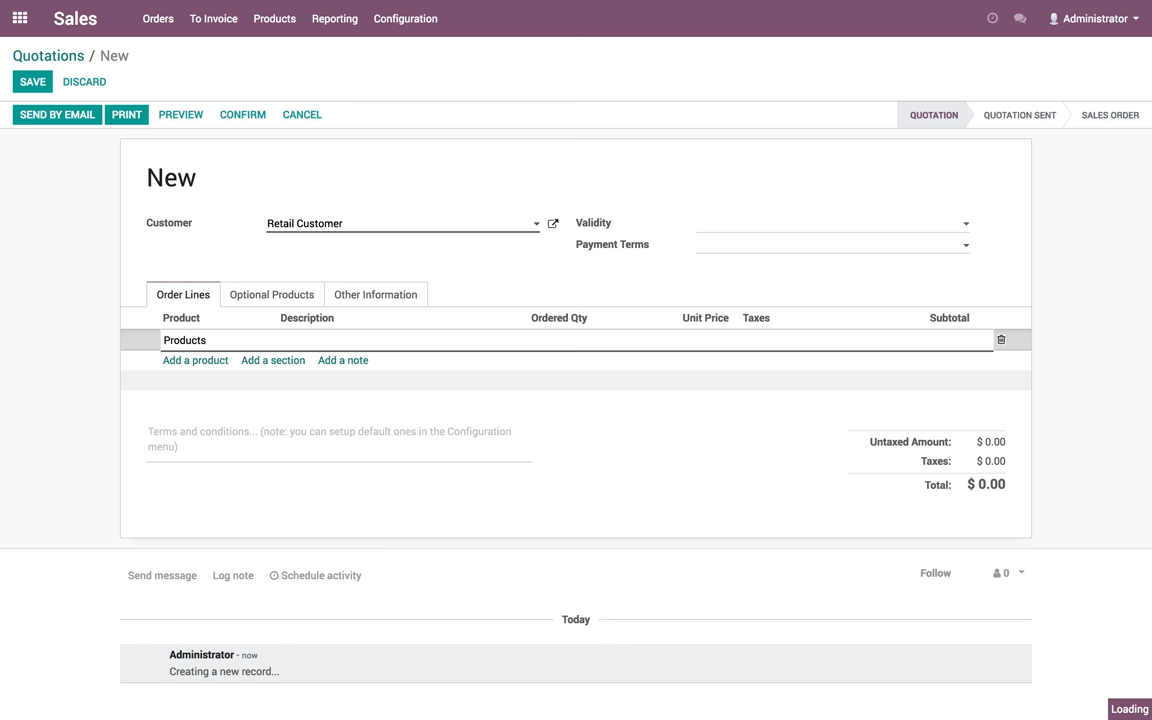 Sales Orders To Invoice Products Reporting Configuration Administrator
Quotations / New
SAVE DISCARD
SEND BY EMAIL PRINT PREVIEW CONFIRM CANCEL QUOTATION QUOTATION SENT SALES ORDER
New
Customer Retail Customer Validity
Payment Terms
Order Lines Optional Products Other Information
Product Description Ordered Qty Unit Price Taxes Subtotal
Products
Add a product Add a section Add a note
Terms and conditions... (note: you can setup default ones in the Configuration
menu)
Untaxed Amount: $ 0.00
Taxes: $ 0.00
Total: $ 0.00
Send message Log note Schedule activity Follow 0
Today
Administrator - now
Creating a new record...
Loading